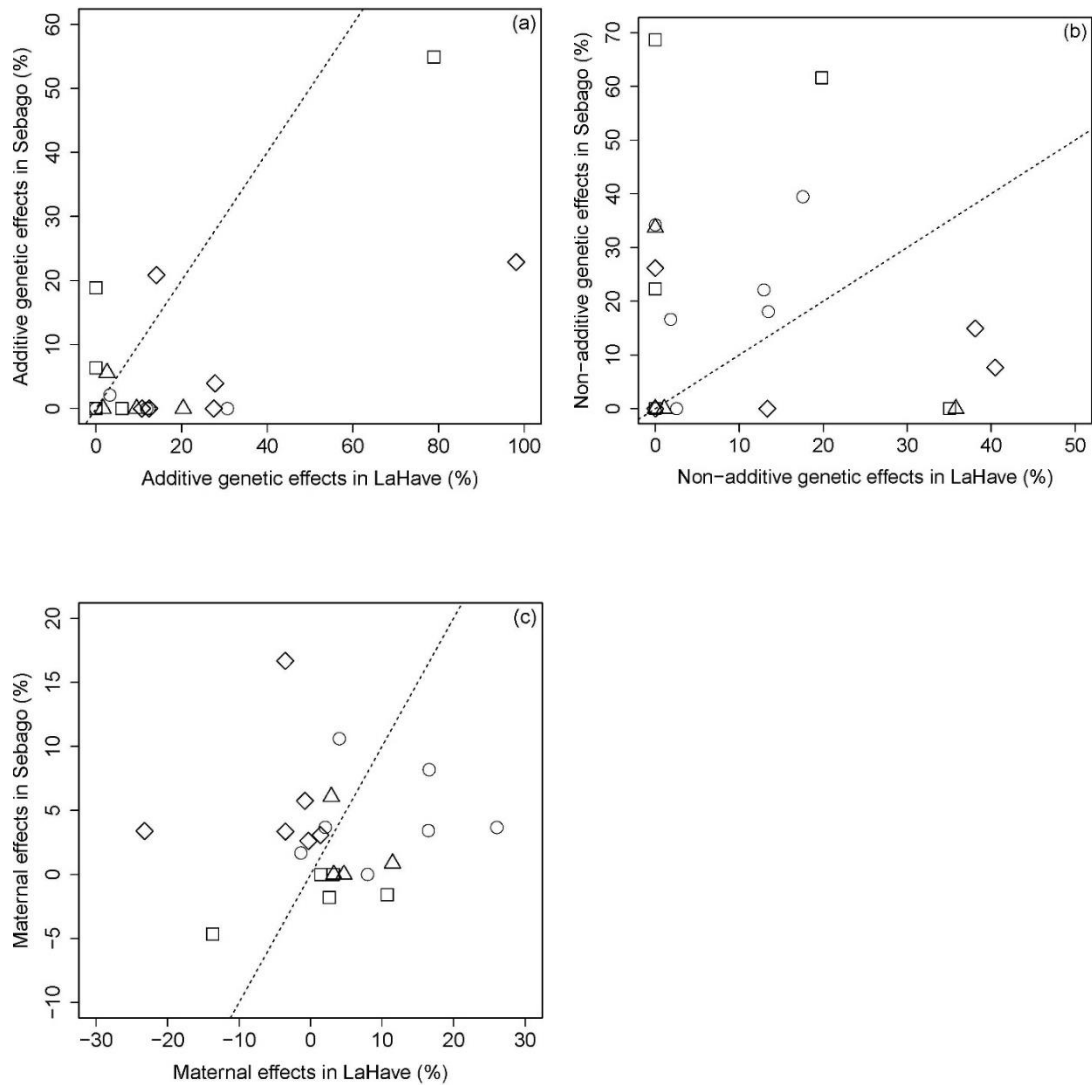 (a)
Additive genetic effects in Sebago (%)
60
50
40
30
20
10
0
0 20 40 60 80 100
Additive genetic effects in LaHave (%)
(b)
Non-additive genetic effects in Sebago (%)
70
60
50
40
30
20
10
0
0 10 20 30 40 50
Non-additive genetic effects in LaHave (%)
(c)
Maternal effects in Sebago (%)
20
15
10
5
0
−5
−10
−30 −20 −10 0 10 20 30
Maternal effects in LaHave (%)